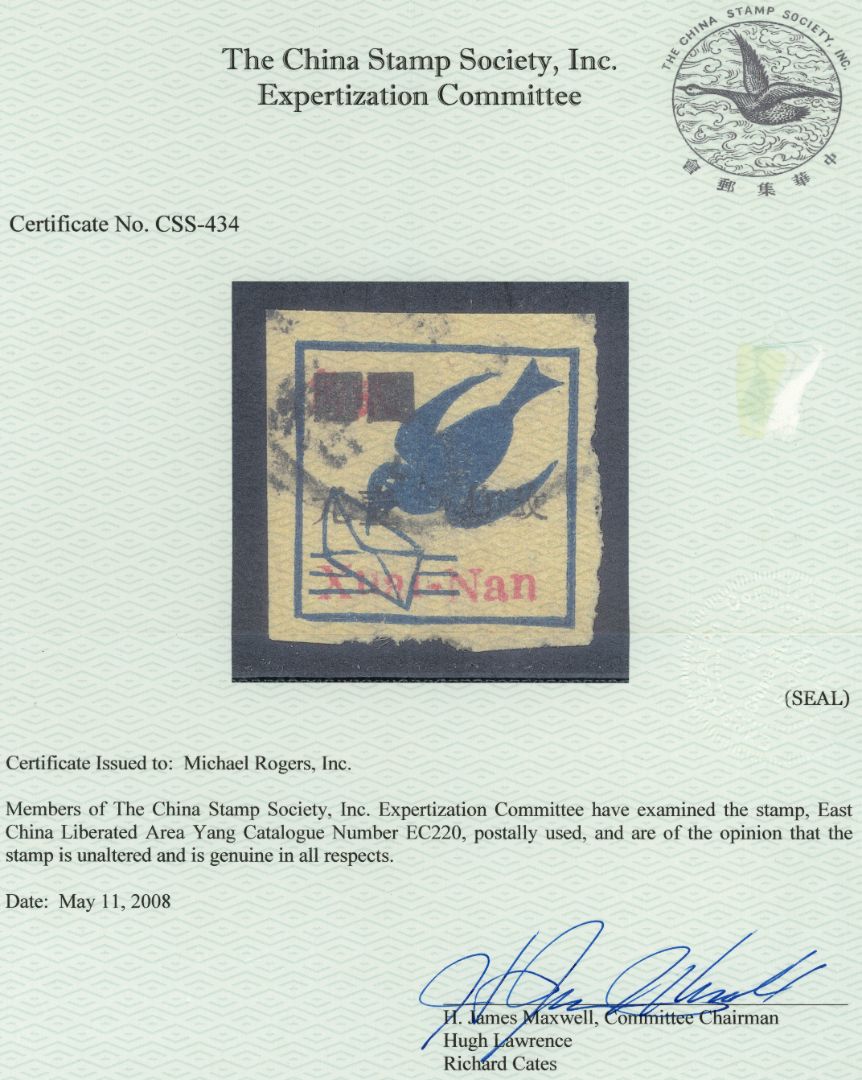 The China Stamp Society, Inc.
Expertization Committee
THE CHINA STAMP SOCIETY, INC.
會 郵 集 華 中
Certificate No. CSS-434
Nan
(SEAL)
Certificate Issued to: Michael Rogers, Inc.
Members of The China Stamp Society, Inc. Expertization Committee have examined the stamp, East
China Liberated Area Yang Catalogue Number EC220, postally used, and are of the opinion that the
stamp is unaltered and is genuine in all respects.
Date: May 11, 2008
H. James Maxwell, Committee Chairman
Hugh Lawrence
Richard Cates